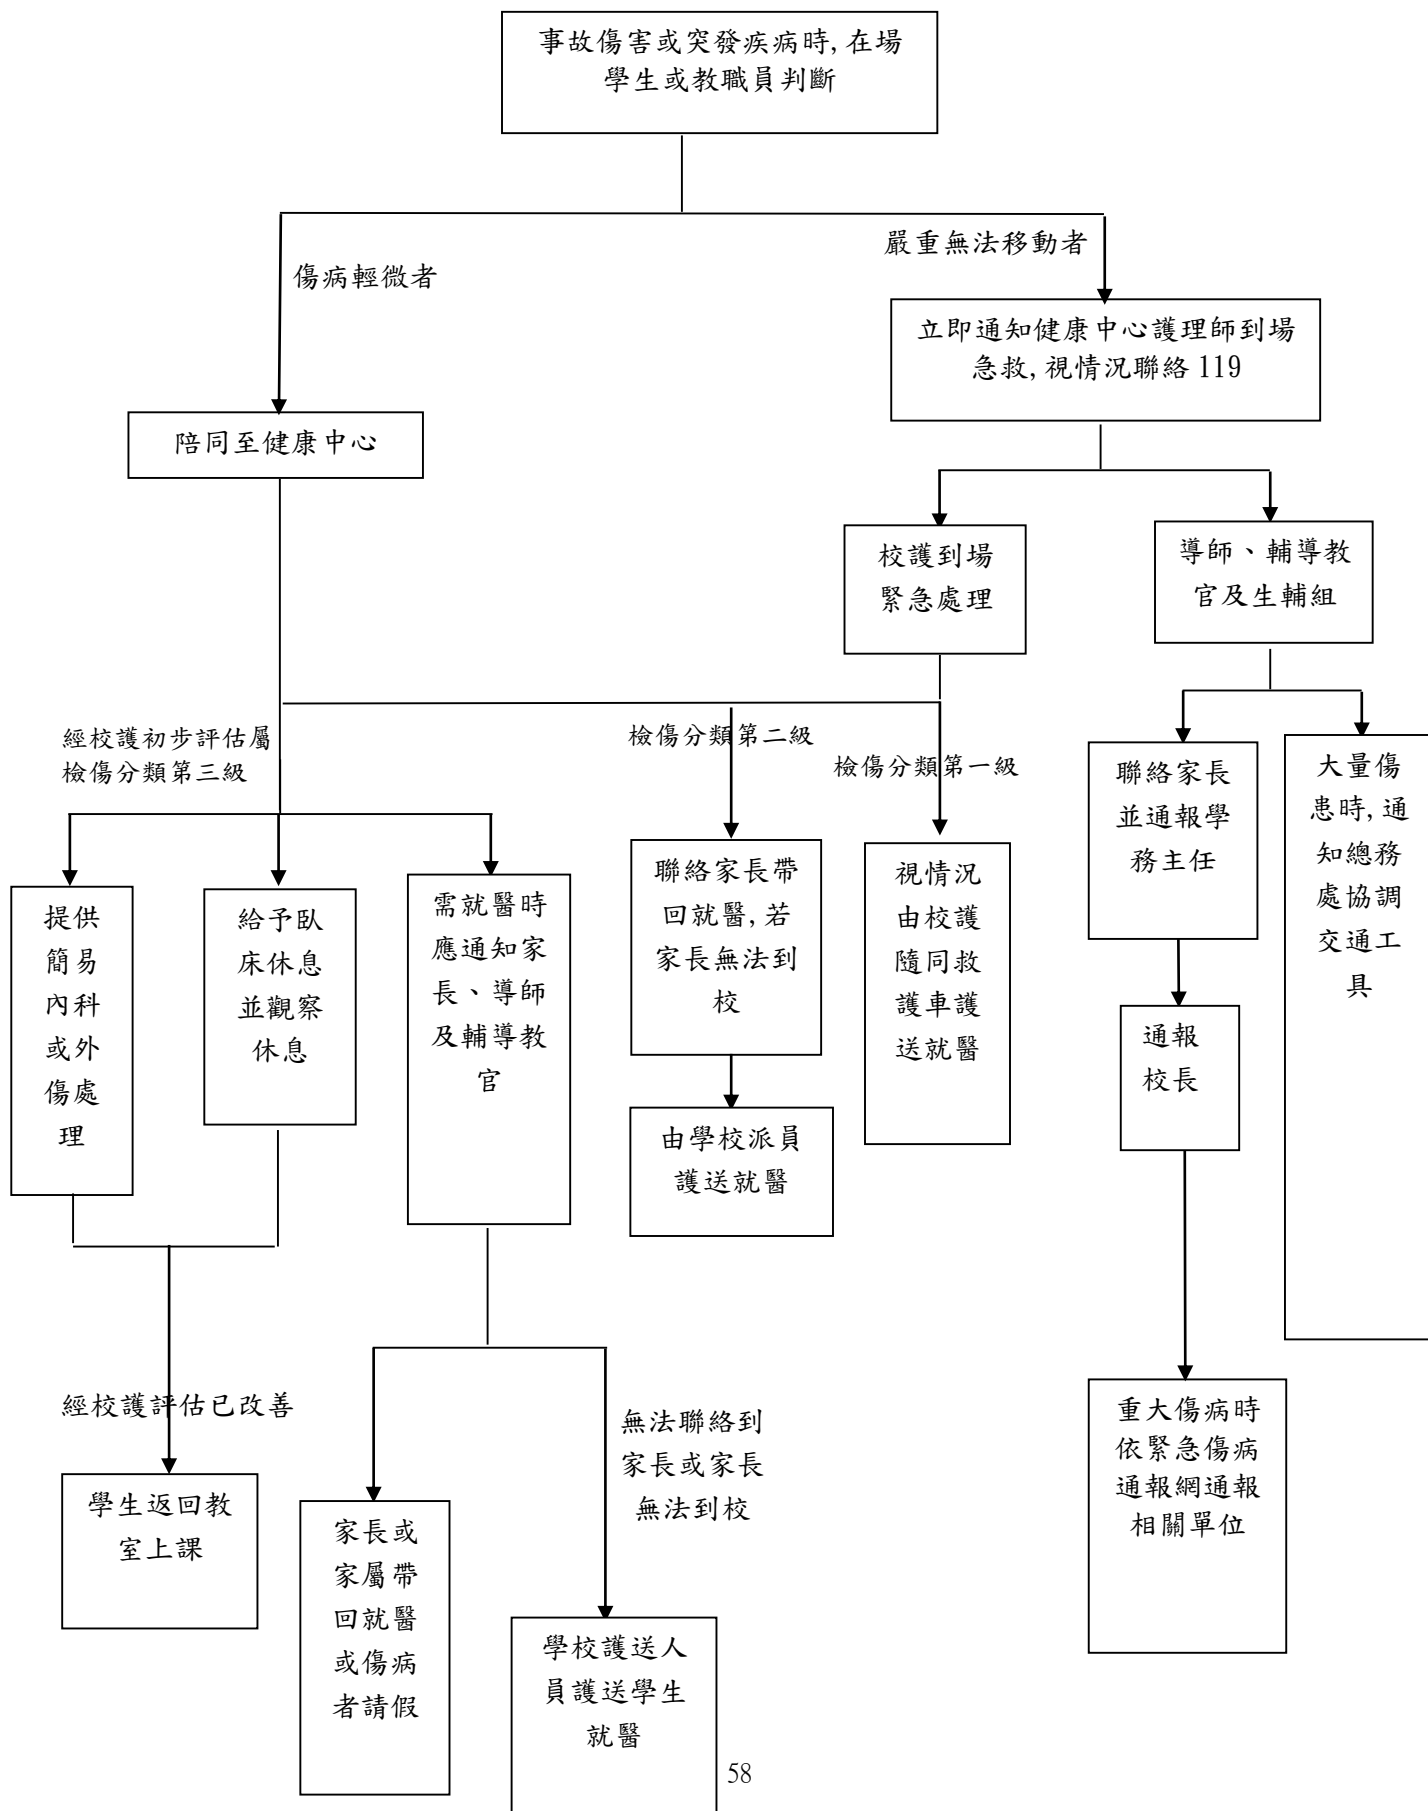 事故傷害或突發疾病時,在場
學生或教職員判斷
嚴重無法移動者
傷病輕微者
立即通知健康中心護理師到場
急救,視情況聯絡 119
陪同至健康中心
校護到場
緊急處理
導師、輔導教
官及生輔組
經校護初步評估屬
檢傷分類第三級
檢傷分類第二級
檢傷分類第一級
聯絡家長
並通報學
務主任
大量傷
患時,通
知總務
處協調
交通工
具
提供
簡易
內科
或外
傷處
理
給予臥
床休息
並觀察
休息
需就醫時
應通知家
長、導師
及輔導教
官
聯絡家長帶
回就醫,若
家長無法到
校
視情況
由校護
隨同救
護車護
送就醫
通報
校長
由學校派員
護送就醫
經校護評估已改善
無法聯絡到
家長或家長
無法到校
重大傷病時
依緊急傷病
通報網通報
相關單位
學生返回教
室上課
家長或
家屬帶
回就醫
或傷病
者請假
學校護送人
員護送學生
就醫
58